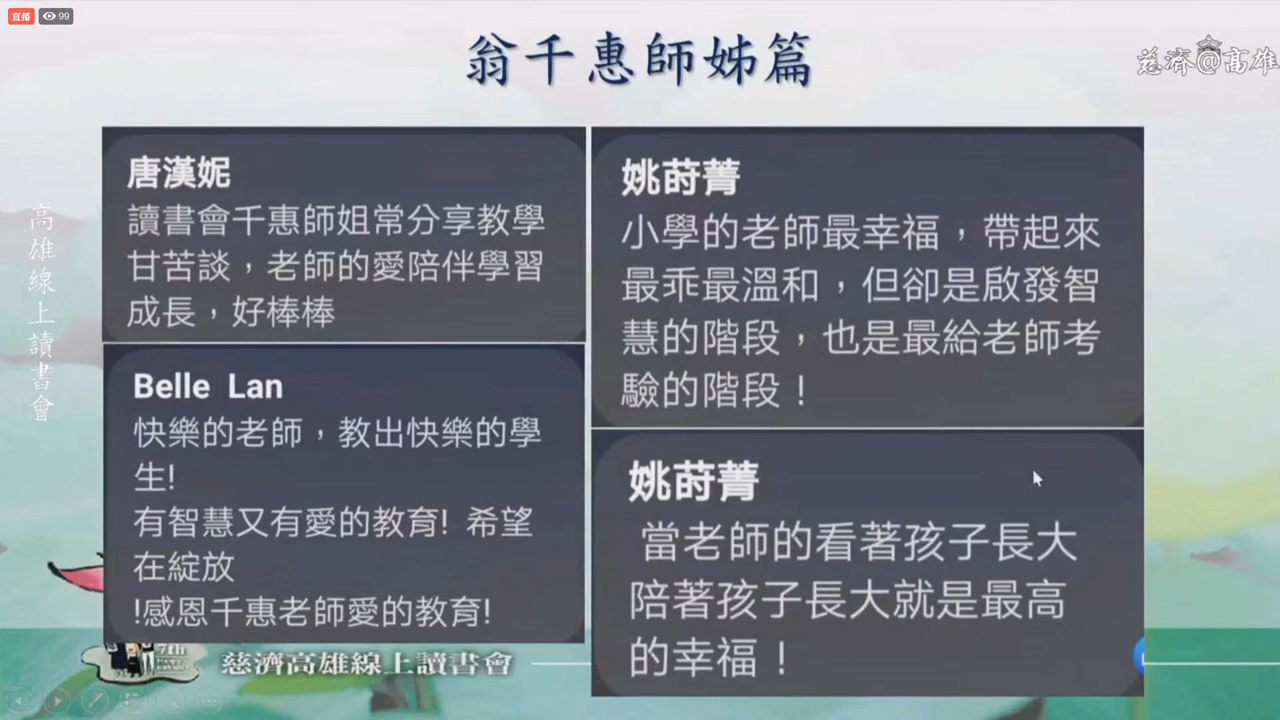 直播
99
翁千惠師姊篇
慈濟@高雄
高雄線上讀書會
唐漢妮
讀書會千惠師姐常分享教學
甘苦談，老師的愛陪伴學習
成長，好棒棒
Belle Lan
快樂的老師，教出快樂的學
生!
有智慧又有愛的教育! 希望
在綻放
!感恩千惠老師愛的教育!
姚莳菁
小學的老師最幸福，帶起來
最乖最溫和，但卻是啟發智
慧的階段，也是最給老師考
驗的階段！
姚莳菁
當老師的看著孩子長大
陪著孩子長大就是最高
的幸福！
7th
慈濟高雄線上讀書會